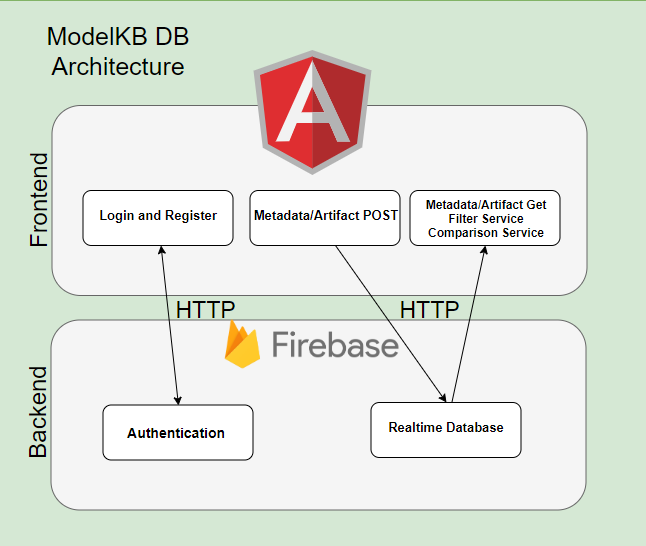 ModelKB DB
Architecture
Frontend
Login and Register
Metadata/Artifact POST
Metadata/Artifact Get
Filter Service
Comparison Service
HTTP
HTTP
Firebase
Backend
Authentication
Realtime Database